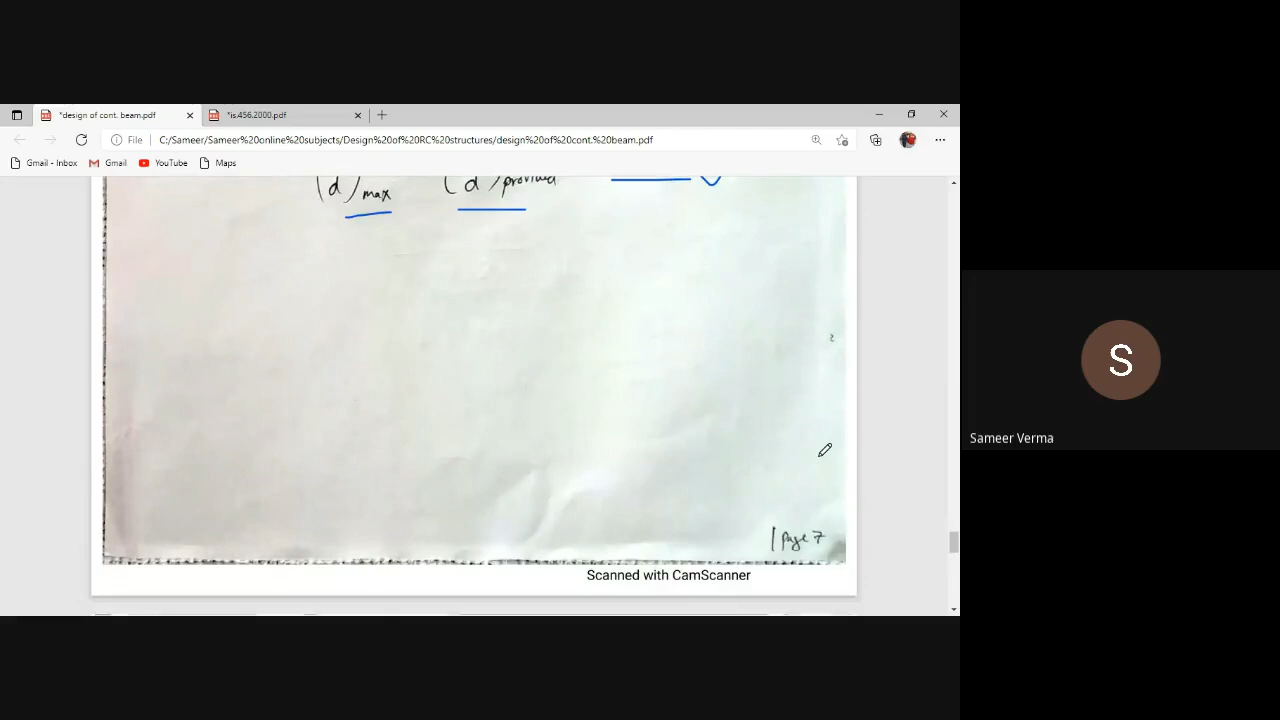 *design of cont. beam.pdf
*is.456.2000.pdf
File
C:/Sameer/Sameer%20online%20subjects/Design%20of%20RC%20structures/design%20of%20cont.%20beam.pdf
Gmail - Inbox
Gmail
YouTube
Maps
(d)max (d)provided
Page 7
Scanned with CamScanner
S
Sameer Verma